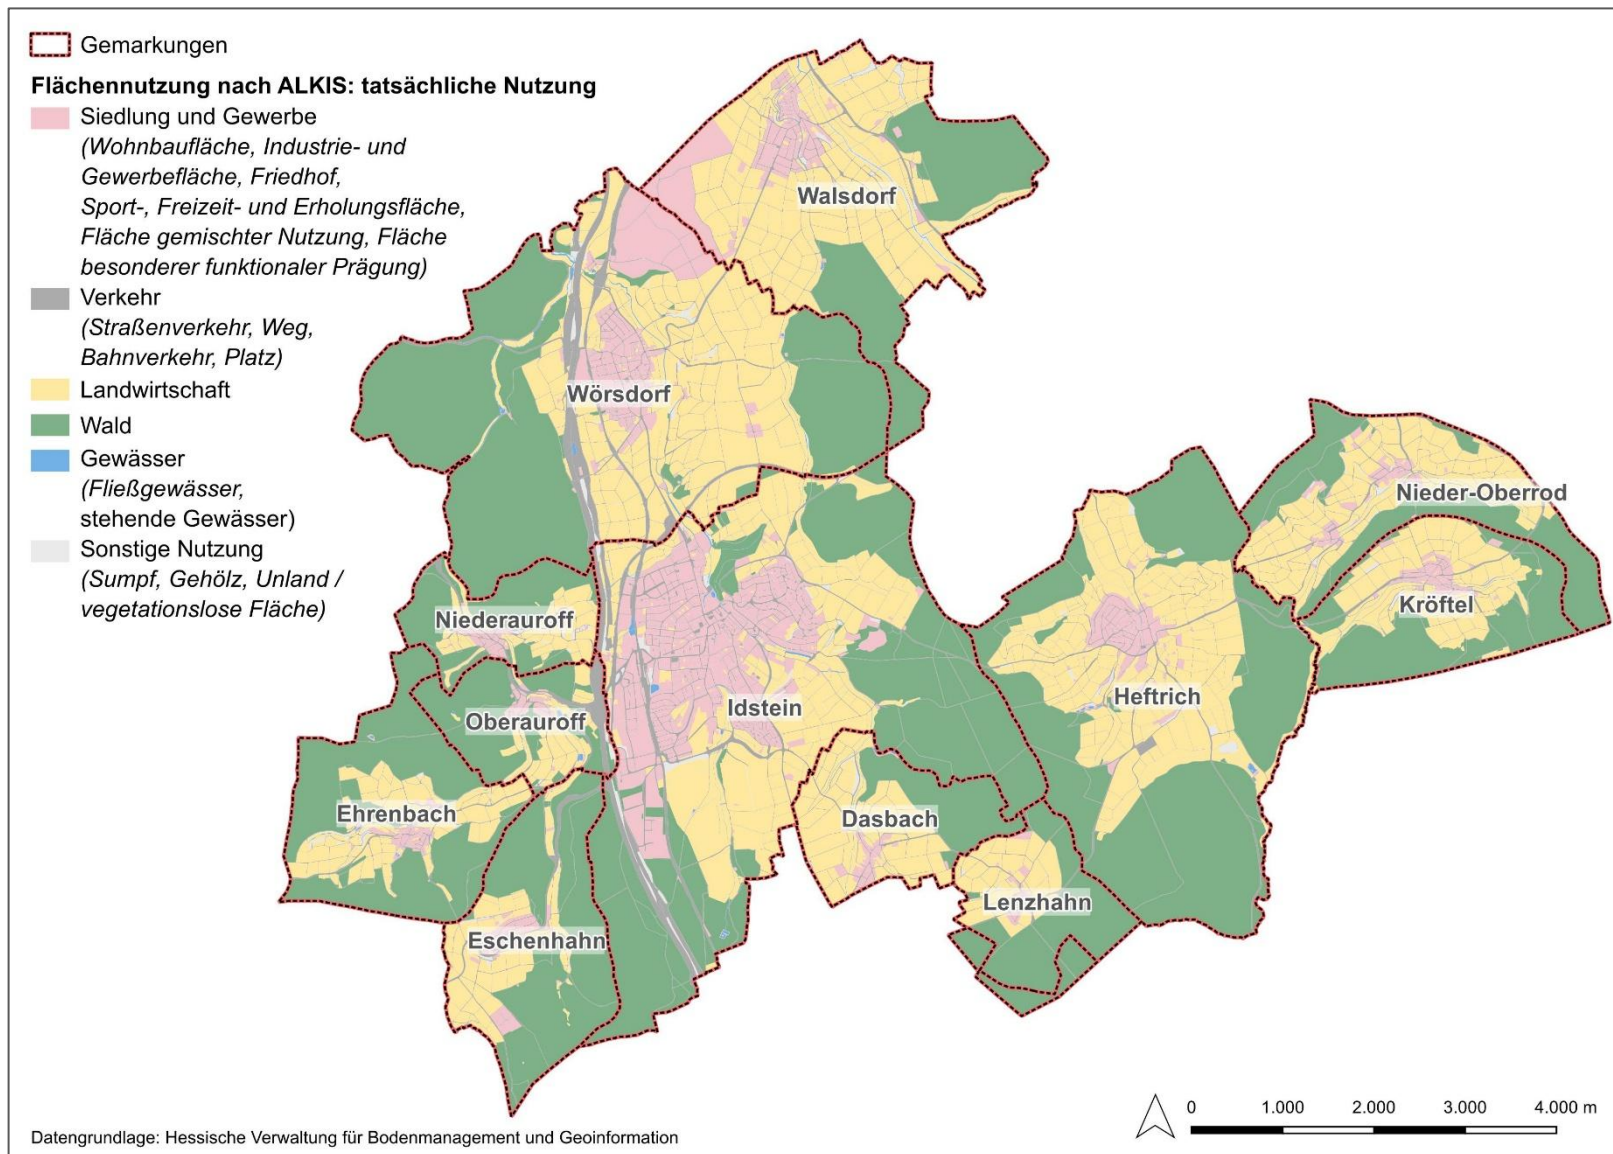 Gemarkungen
Flächennutzung nach ALKIS: tatsächliche Nutzung
Siedlung und Gewerbe
(Wohnbaufläche, Industrie- und
Gewerbefläche, Friedhof,
Sport-, Freizeit- und Erholungsfläche,
Fläche gemischter Nutzung, Fläche
besonderer funktionaler Prägung)
Verkehr
(Straßenverkehr, Weg,
Bahnverkehr, Platz)
Landwirtschaft
Wald
Gewässer
(Fließgewässer,
stehende Gewässer)
Sonstige Nutzung
(Sumpf, Gehölz, Unland /
vegetationslose Fläche)
Walsdorf
Wörsdorf
Nieder-Oberrod
Kröftel
Niederauroff
Heftrich
Idstein
Oberauroff
Ehrenbach
Dasbach
Lenzhahn
Eschenhahn
0 1.000 2.000 3.000 4.000 m
Datengrundlage: Hessische Verwaltung für Bodenmanagement und Geoinformation